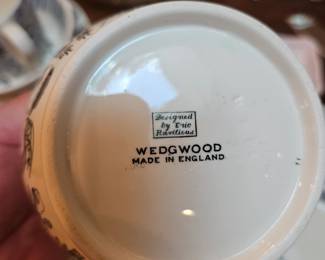 Designed
by Eric
Ravilious
WEDGWOOD
MADE IN ENGLAND